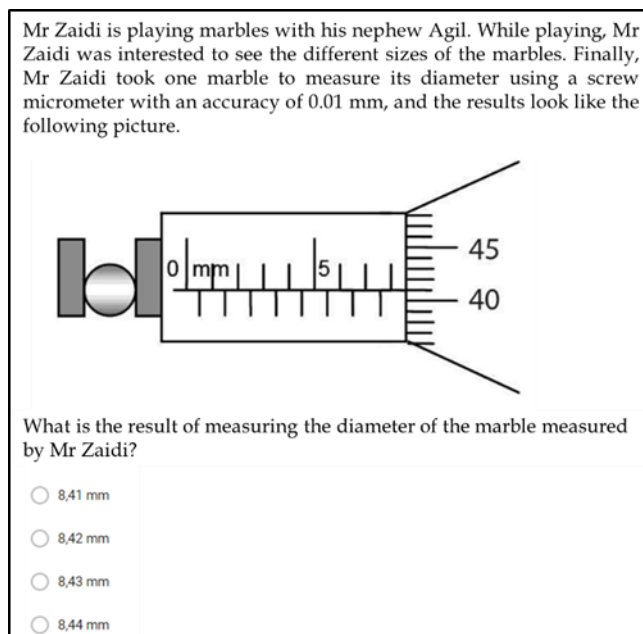 Mr Zaidi is playing marbles with his nephew Agil. While playing, Mr
Zaidi was interested to see the different sizes of the marbles. Finally,
Mr Zaidi took one marble to measure its diameter using a screw
micrometer with an accuracy of 0.01 mm, and the results look like the
following picture.
0 mm 5
45
40
What is the result of measuring the diameter of the marble measured
by Mr Zaidi?
8,41 mm
8,42 mm
8,43 mm
8,44 mm